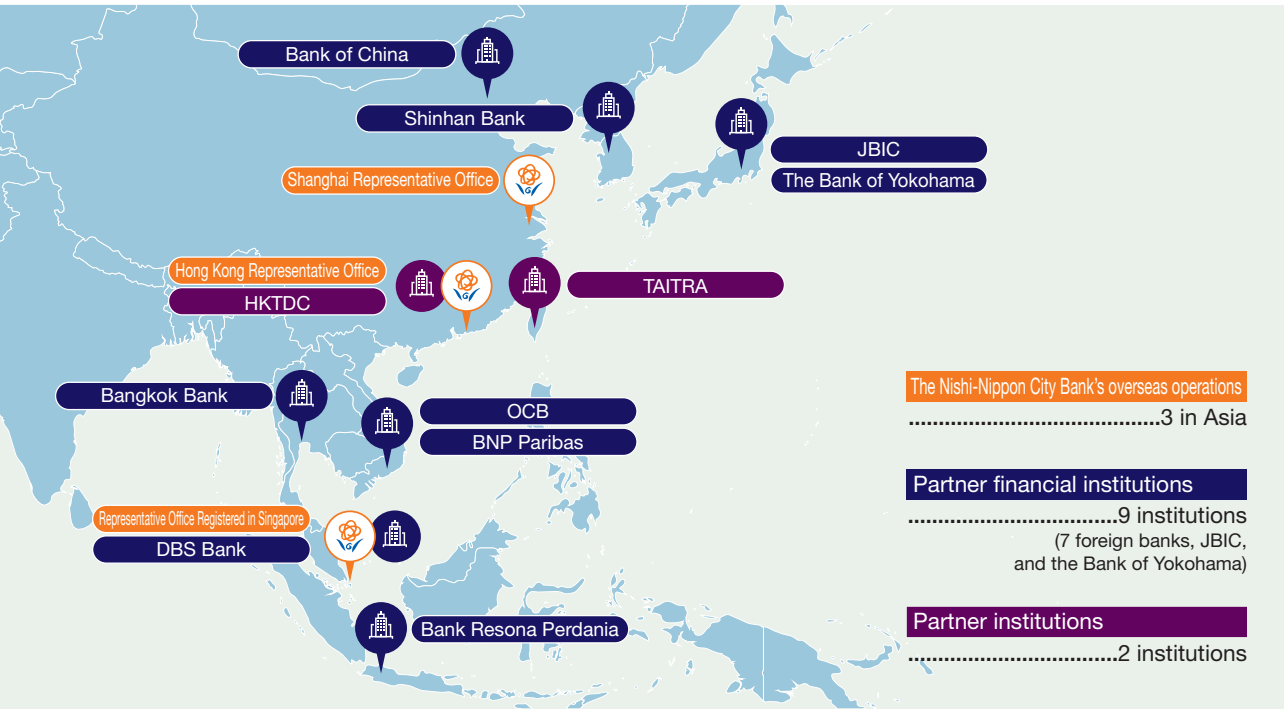 Bank of China
Shinhan Bank
JBIC
The Bank of Yokohama
Shanghai Representative Office
Hong Kong Representative Office
HKTDC
TAITRA
Bangkok Bank
OCB
BNP Paribas
Representative Office Registered in Singapore
DBS Bank
Bank Resona Perdania
The Nishi-Nippon City Bank's overseas operations
........................................3 in Asia
Partner financial institutions
.................................9 institutions
(7 foreign banks, JBIC,
and the Bank of Yokohama)
Partner institutions
.................................2 institutions